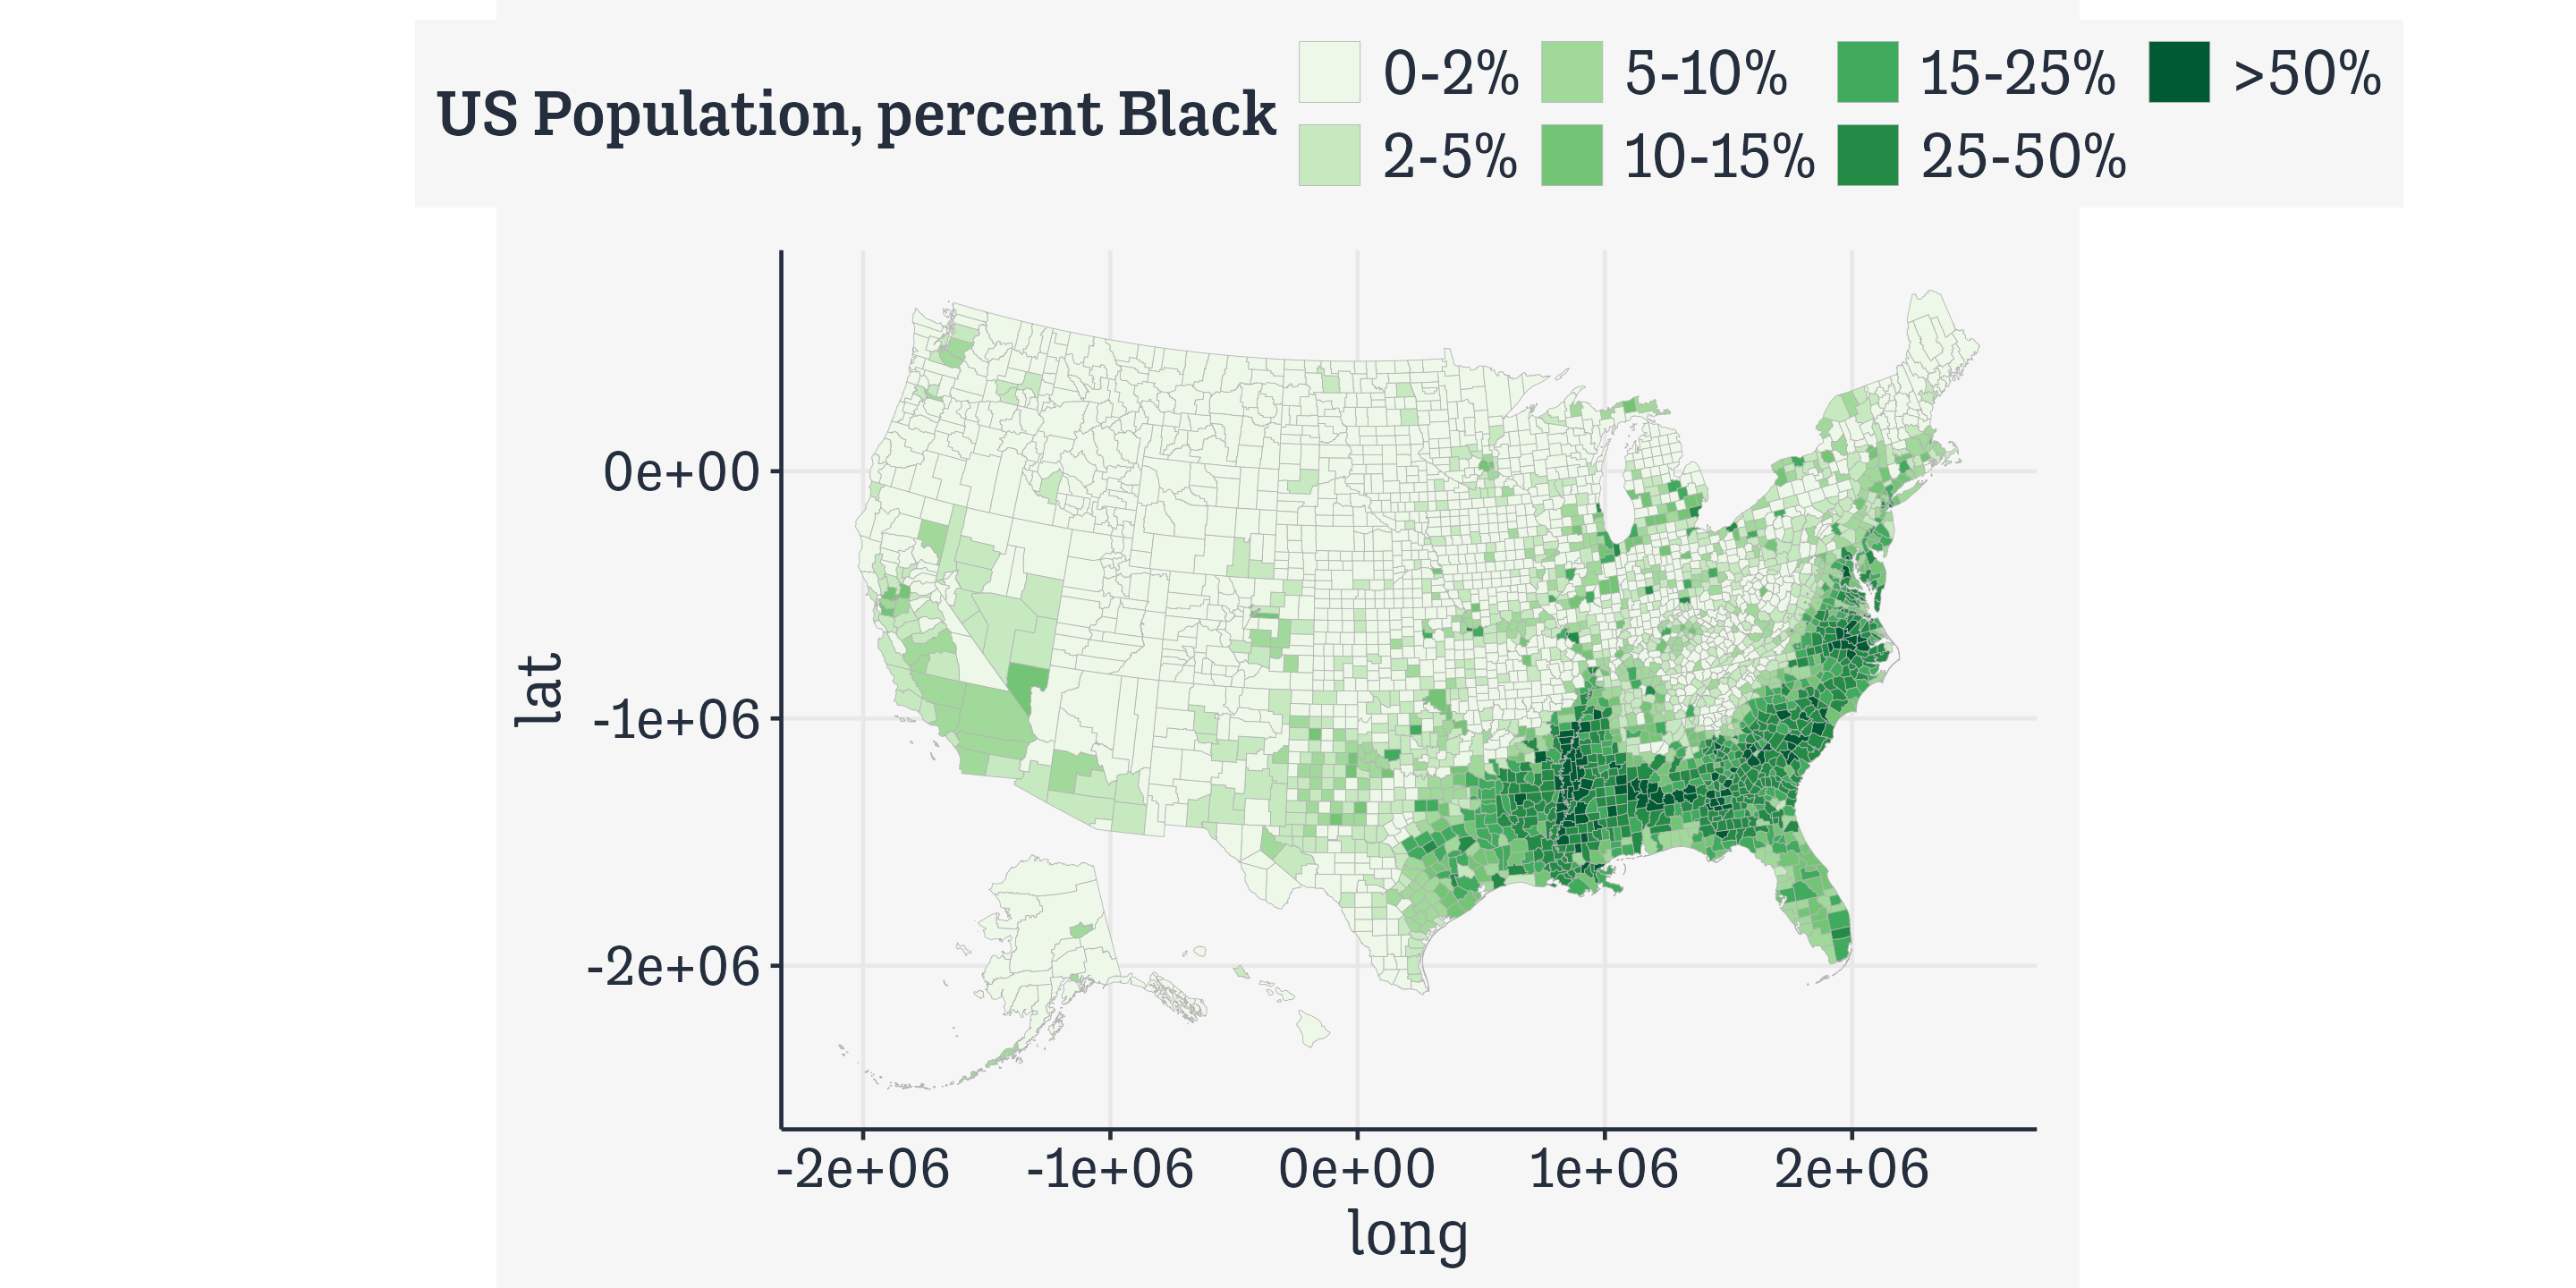 US Population, percent Black
0-2% 5-10% 15-25% >50%
2-5% 10-15% 25-50%
lat
0e+00
-1e+06
-2e+06
-2e+06 -1e+06 0e+00 1e+06 2e+06
long